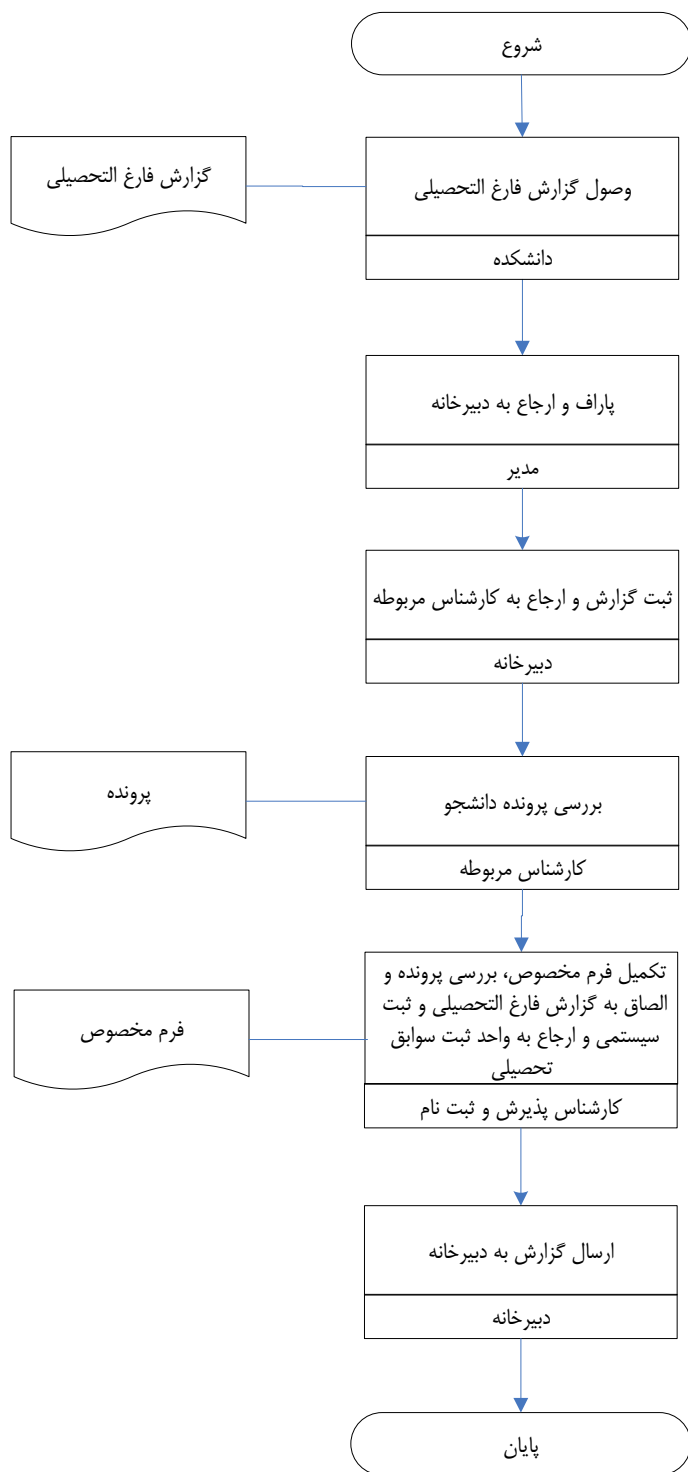 شروع
وصول گزارش فارغ التحصیلی
گزارش فارغ التحصیلی
دانشکده
پاراف و ارجاع به دبیرخانه
مدیر
ثبت گزارش و ارجاع به کارشناس مربوطه
دبیرخانه
بررسی پرونده دانشجو
پرونده
کارشناس مربوطه
تکمیل فرم مخصوص، بررسی پرونده و
الصاق به گزارش فارغ التحصیلی و ثبت
سیستمی و ارجاع به واحد ثبت سوابق
تحصیلی
فرم مخصوص
کارشناس پذیرش و ثبت نام
ارسال گزارش به دبیرخانه
دبیرخانه
پایان